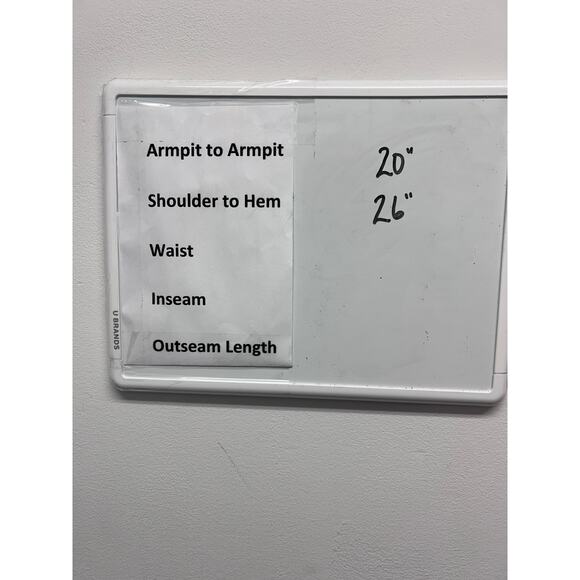 Armpit to Armpit 20"
Shoulder to Hem 26"
Waist
Inseam
Outseam Length
U BRANDS